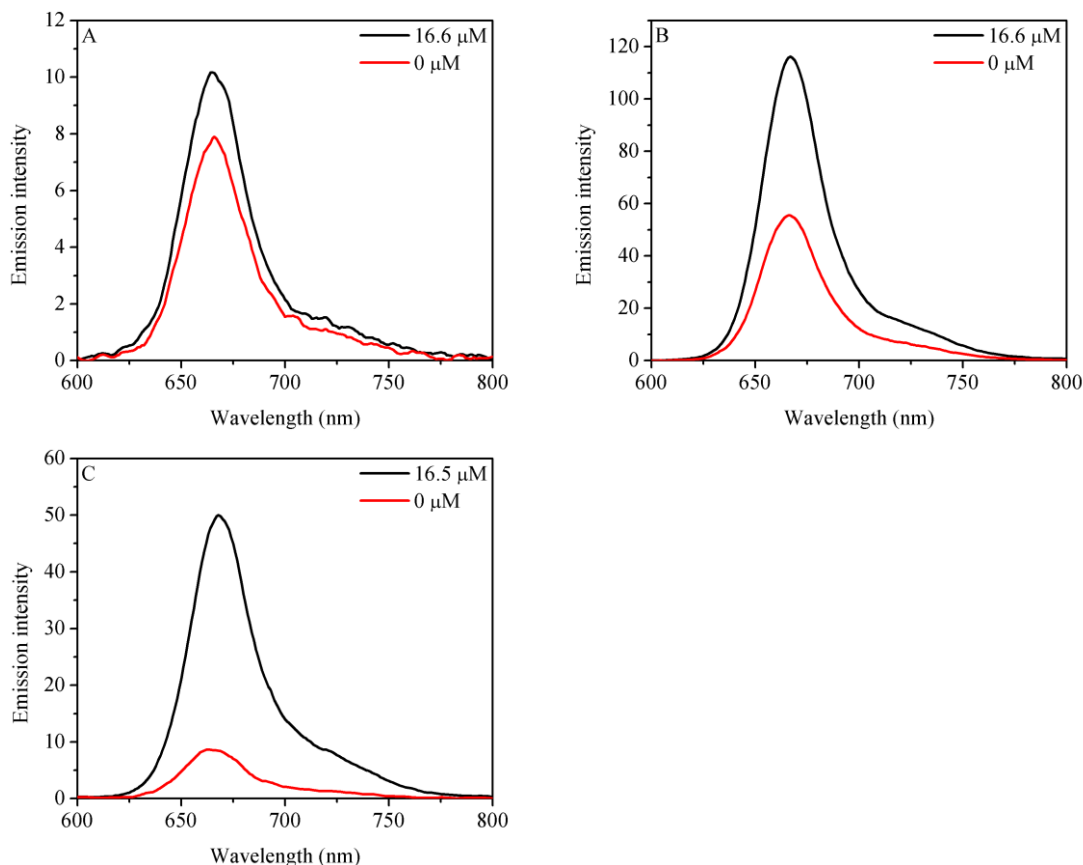 A
16.6 μM
0 μM
12
10
8
6
4
2
0
600 650 700 750 800
Emission intensity
Wavelength (nm)
B
16.6 μM
0 μM
120
100
80
60
40
20
0
600 650 700 750 800
Emission intensity
Wavelength (nm)
C
16.5 μM
0 μM
60
50
40
30
20
10
0
600 650 700 750 800
Emission intensity
Wavelength (nm)